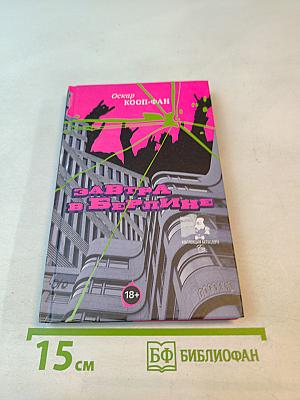 Оскар
КООП-ФАН
ЗАВТРА
В БЕРЛИНЕ
18+
15 см
БФ БИБЛИОФАН